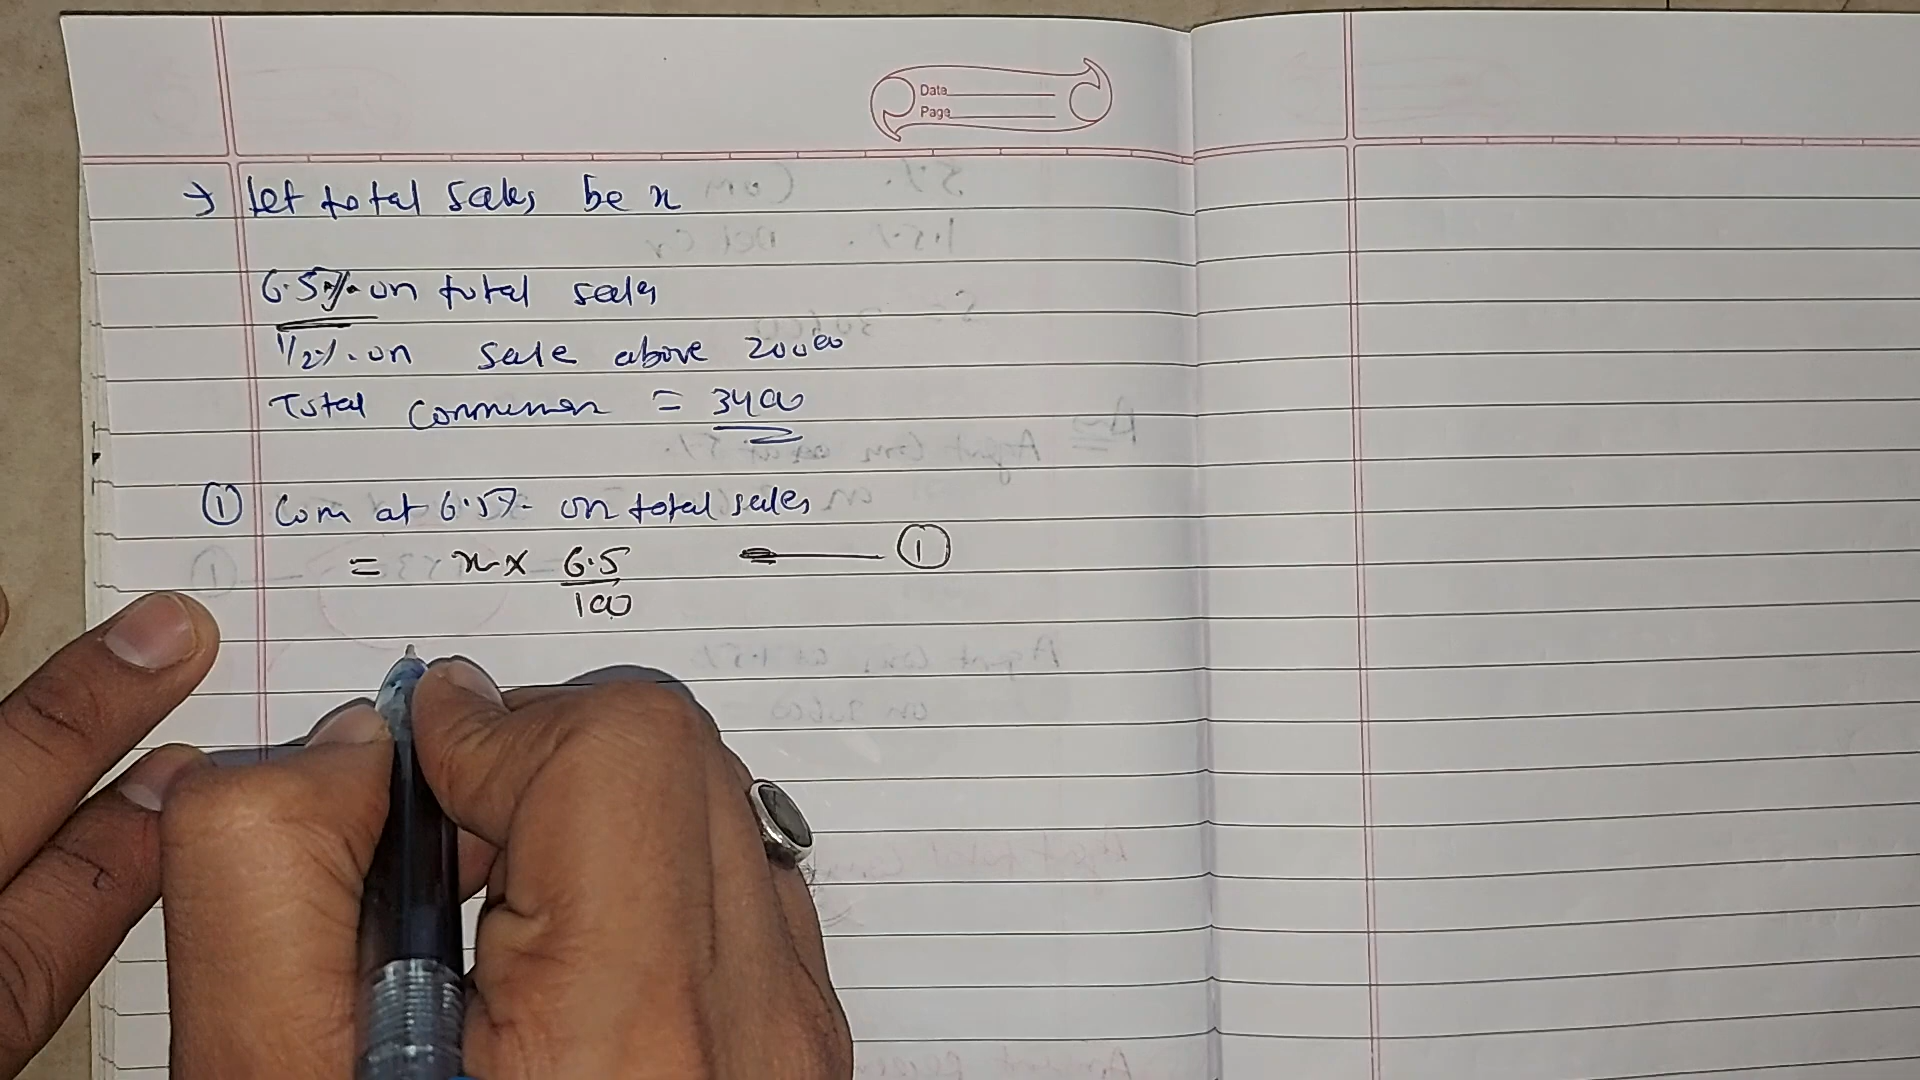 Data
Page
→ let total sales be x
6.5% on total sales
1/2% on sale above 20000
Total commission = 3400
① Com at 6.5% on total sales
= x × 6.5/100 — ①